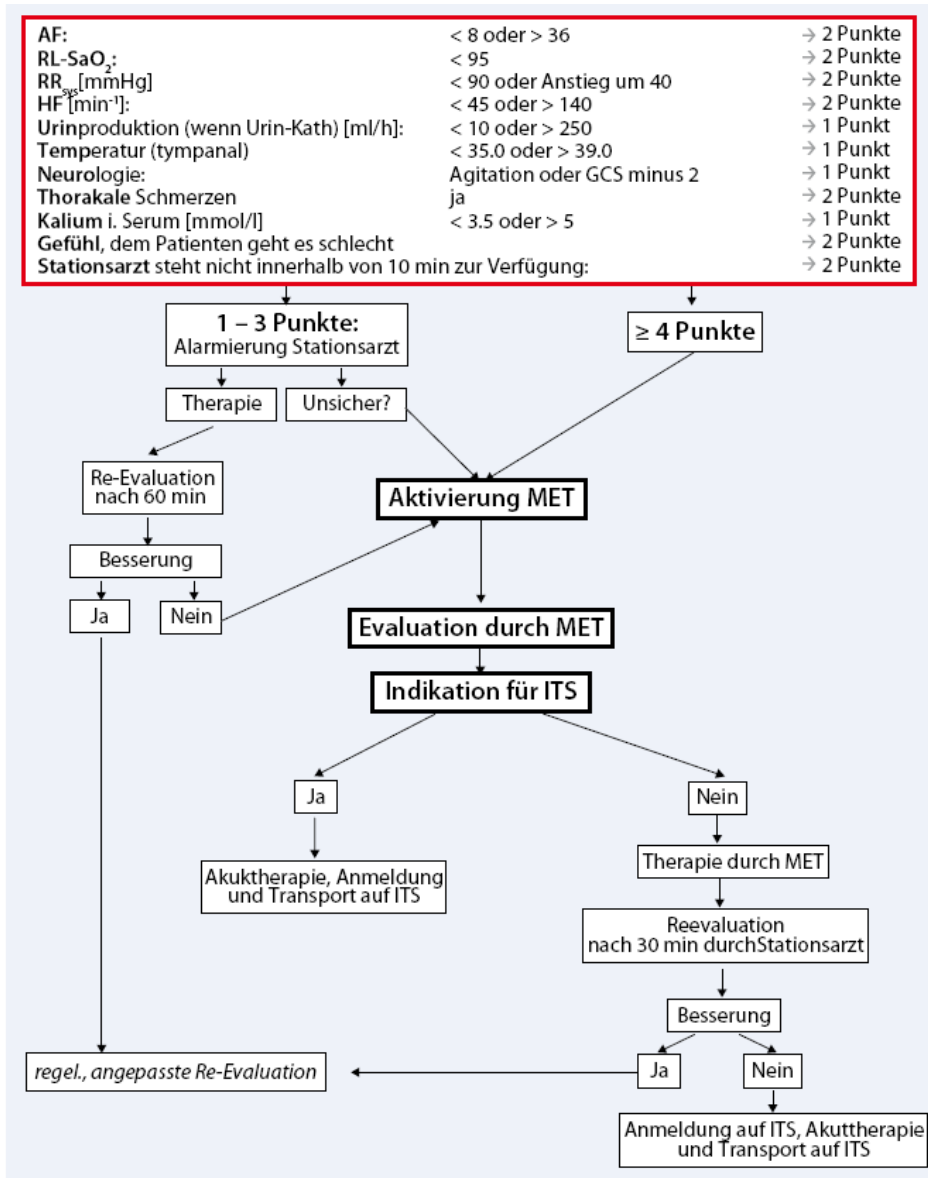 AF: < 8 oder > 36 → 2 Punkte
RL-SaO₂: < 95 → 2 Punkte
RRsys[mmHg] < 90 oder Anstieg um 40 → 2 Punkte
HF [min⁻¹]: < 45 oder > 140 → 2 Punkte
Urinproduktion (wenn Urin-Kath) [ml/h]: < 10 oder > 250 → 1 Punkt
Temperatur (tympanal) < 35.0 oder > 39.0 → 1 Punkt
Neurologie: Agitation oder GCS minus 2 → 1 Punkt
Thorakale Schmerzen ja → 2 Punkte
Kalium i. Serum [mmol/l] < 3.5 oder > 5 → 1 Punkt
Gefühl, dem Patienten geht es schlecht → 2 Punkte
Stationsarzt steht nicht innerhalb von 10 min zur Verfügung: → 2 Punkte
1 – 3 Punkte:
Alarmierung Stationsarzt
≥ 4 Punkte
Therapie
Unsicher?
Re-Evaluation
nach 60 min
Aktivierung MET
Besserung
Ja
Nein
Evaluation durch MET
Indikation für ITS
Ja
Nein
Akuktherapie, Anmeldung
und Transport auf ITS
Therapie durch MET
Reevaluation
nach 30 min durchStationsarzt
Besserung
regel., angepasste Re-Evaluation
Ja
Nein
Anmeldung auf ITS, Akuttherapie
und Transport auf ITS